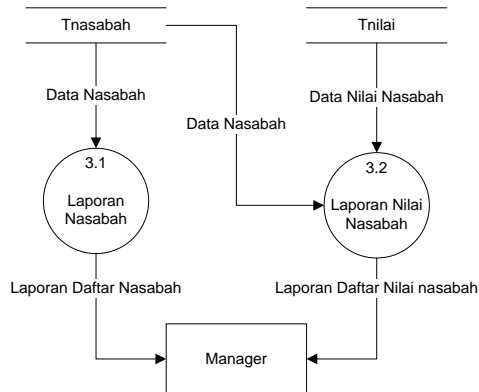 Tnasabah
Tnilai
Data Nasabah
Data Nasabah
Data Nilai Nasabah
3.1
Laporan
Nasabah
3.2
Laporan Nilai
Nasabah
Laporan Daftar Nasabah
Laporan Daftar Nilai nasabah
Manager